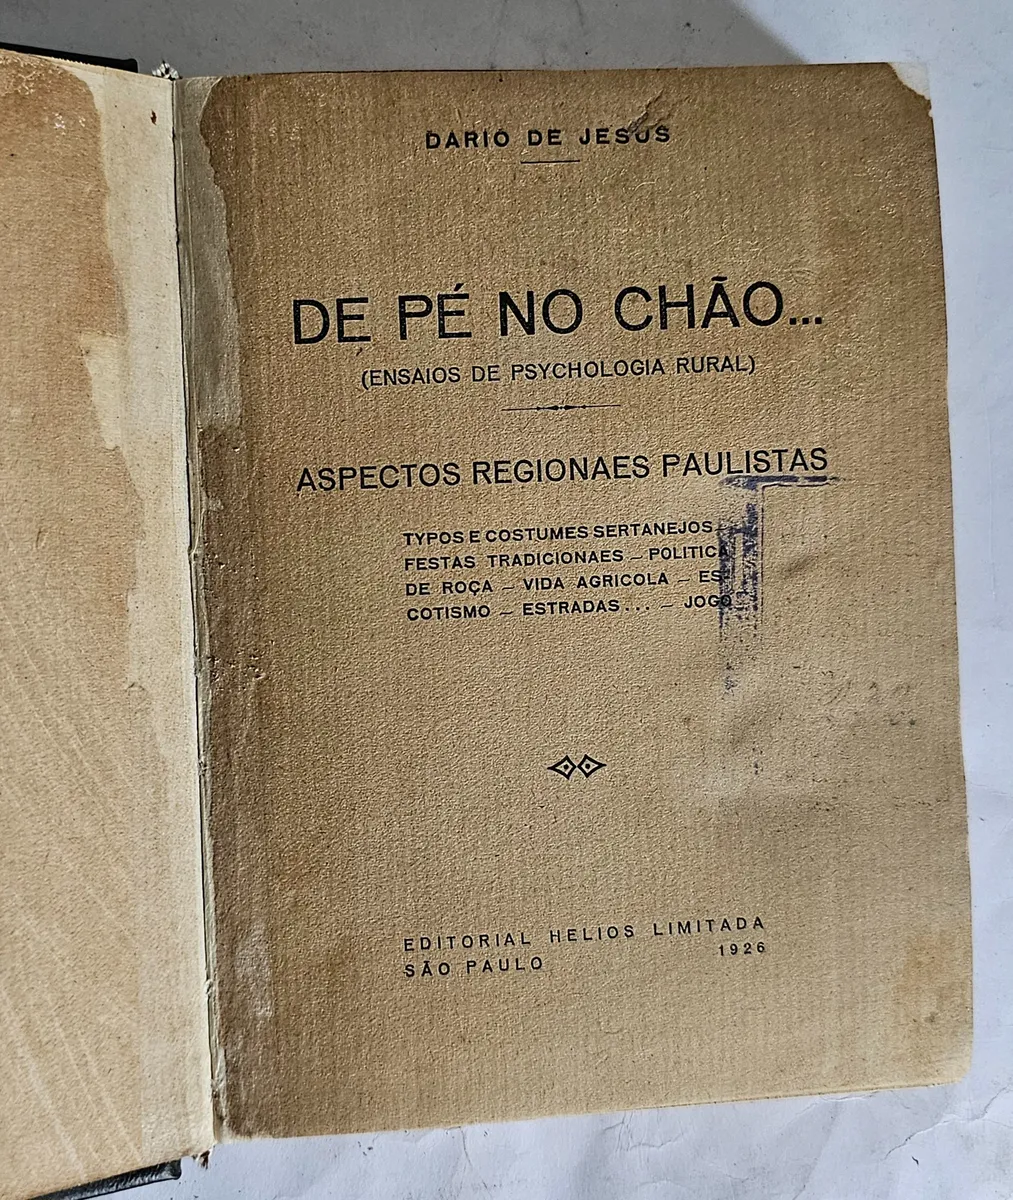 DARIO DE JESUS
DE PÉ NO CHÃO...
(ENSAIOS DE PSYCHOLOGIA RURAL)
ASPECTOS REGIONAES PAULISTAS
TYPOS E COSTUMES SERTANEJOS –
FESTAS TRADICIONAES – POLITICA
DE ROÇA – VIDA AGRICOLA – ES-
COTISMO – ESTRADAS... – JOGO
EDITORIAL HELIOS LIMITADA
SÃO PAULO 1926